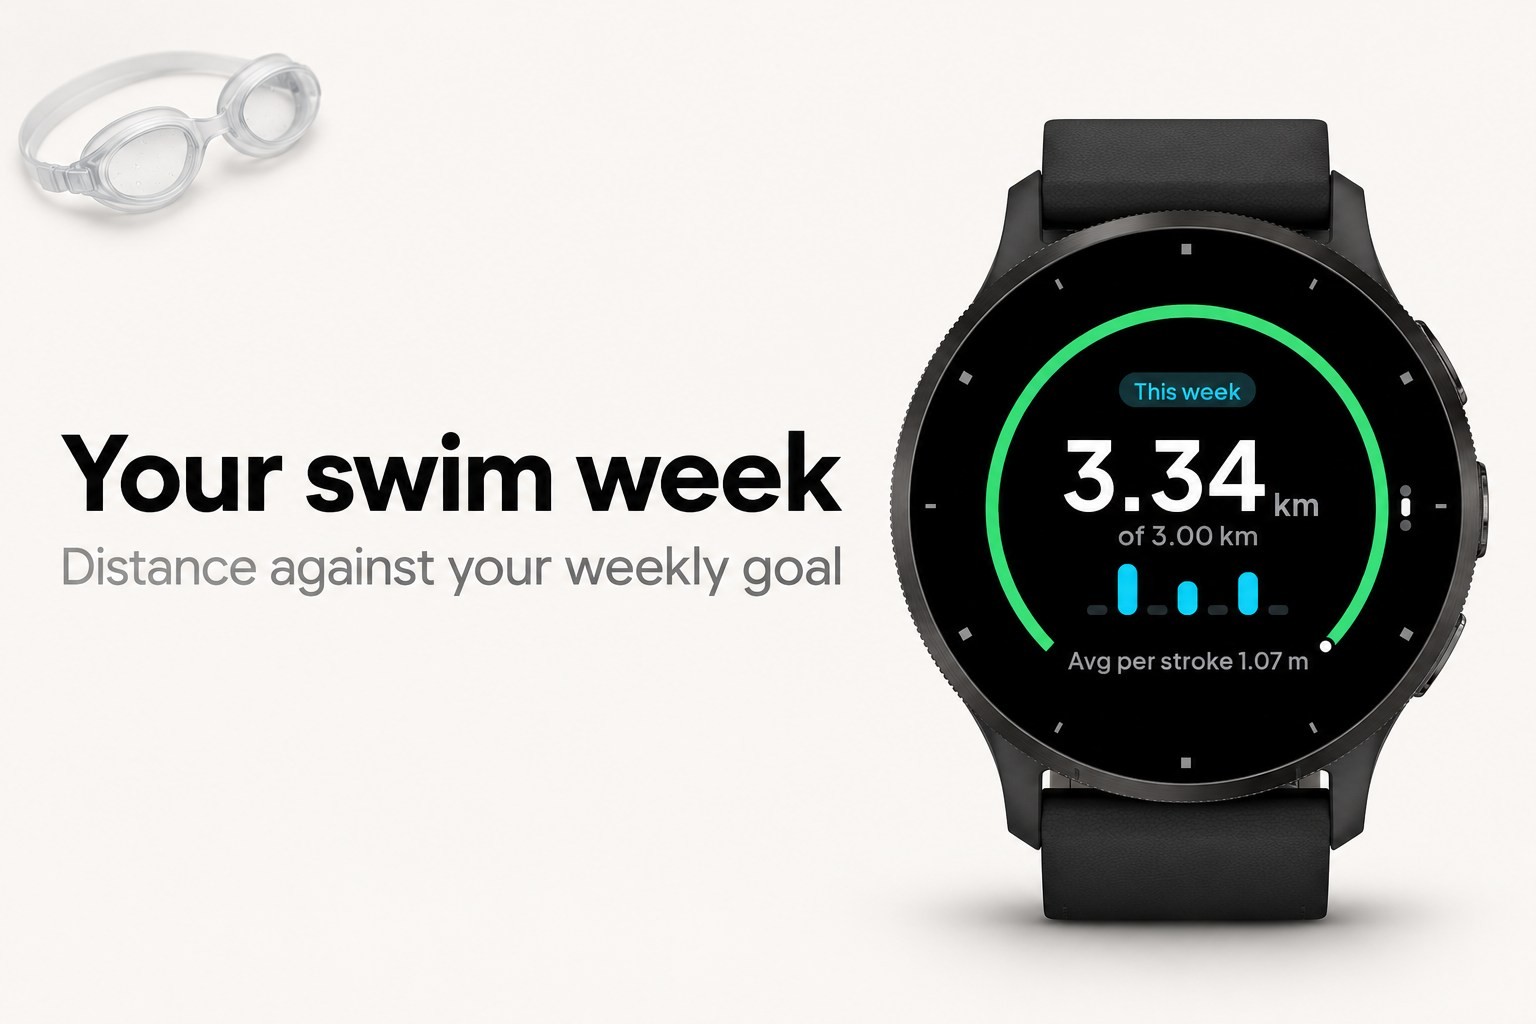 Your swim week
Distance against your weekly goal
This week
3.34 km
of 3.00 km
Avg per stroke 1.07 m